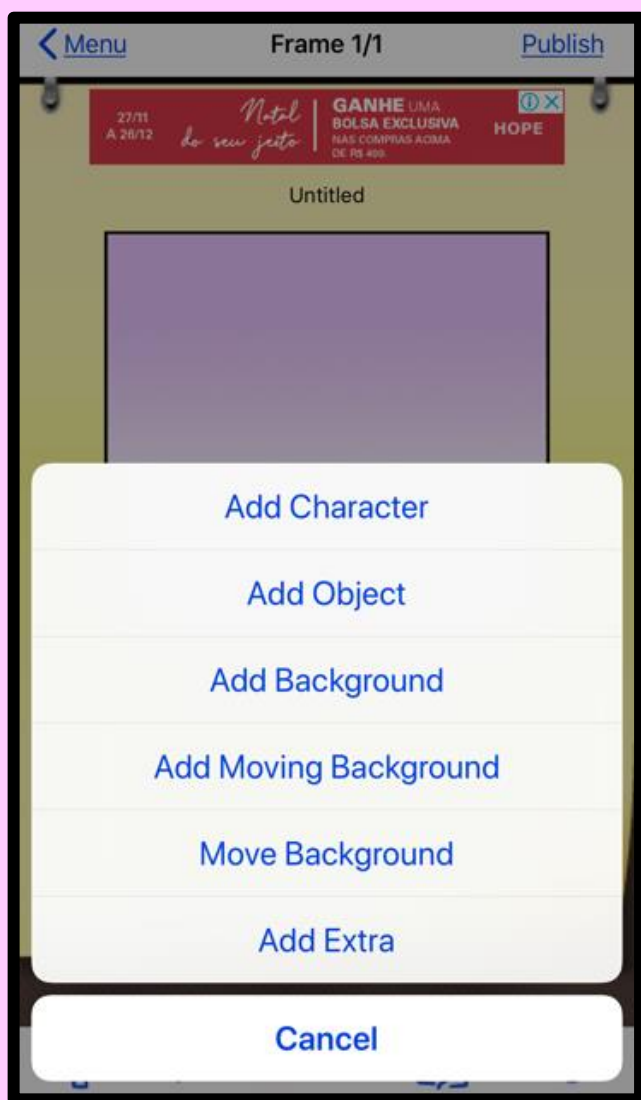 Menu
Frame 1/1
Publish
27/11
A 26/12
Natal
do seu jeito
GANHE UMA
BOLSA EXCLUSIVA
NAS COMPRAS ACIMA
DE R$ 499.
HOPE
Untitled
Add Character
Add Object
Add Background
Add Moving Background
Move Background
Add Extra
Cancel